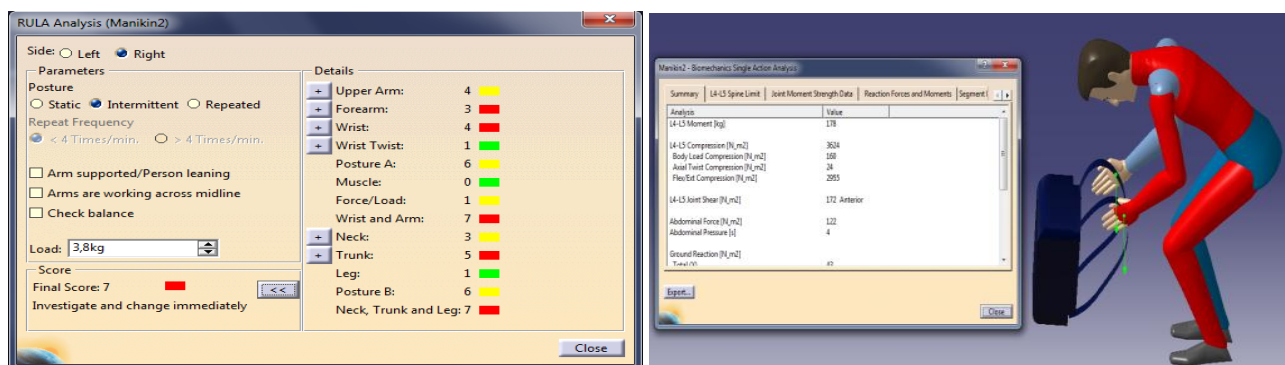 RULA Analysis (Manikin2)
Side: Left Right
Parameters
Posture
Static Intermittent Repeated
Repeat Frequency
< 4 Times/min. > 4 Times/min.
Arm supported/Person leaning
Arms are working across midline
Check balance
Load: 3,8kg
Score
Final Score: 7
<<
Investigate and change immediately
Details
+ Upper Arm: 4
+ Forearm: 3
+ Wrist: 4
+ Wrist Twist: 1
Posture A: 6
Muscle: 0
Force/Load: 1
Wrist and Arm: 7
+ Neck: 3
+ Trunk: 5
Leg: 1
Posture B: 6
Neck, Trunk and Leg: 7
Close
Manikin2 - Biomechanics Single Action Analysis
Summary L4-L5 Spine Limit Joint Moment Strength Data Reaction Forces and Moments Segment
Analysis Value
L4-L5 Moment [kg] 178
L4-L5 Compression [N_m2] 3624
Body Load Compression [N_m2] 160
Axial Twist Compression [N_m2] 24
Flex/Ext Compression [N_m2] 2955
L4-L5 Joint Shear [N_m2] 172 Anterior
Abdominal Force [N_m2] 122
Abdominal Pressure [s] 4
Ground Reaction [N_m2]
Total (X)
Export...
Close